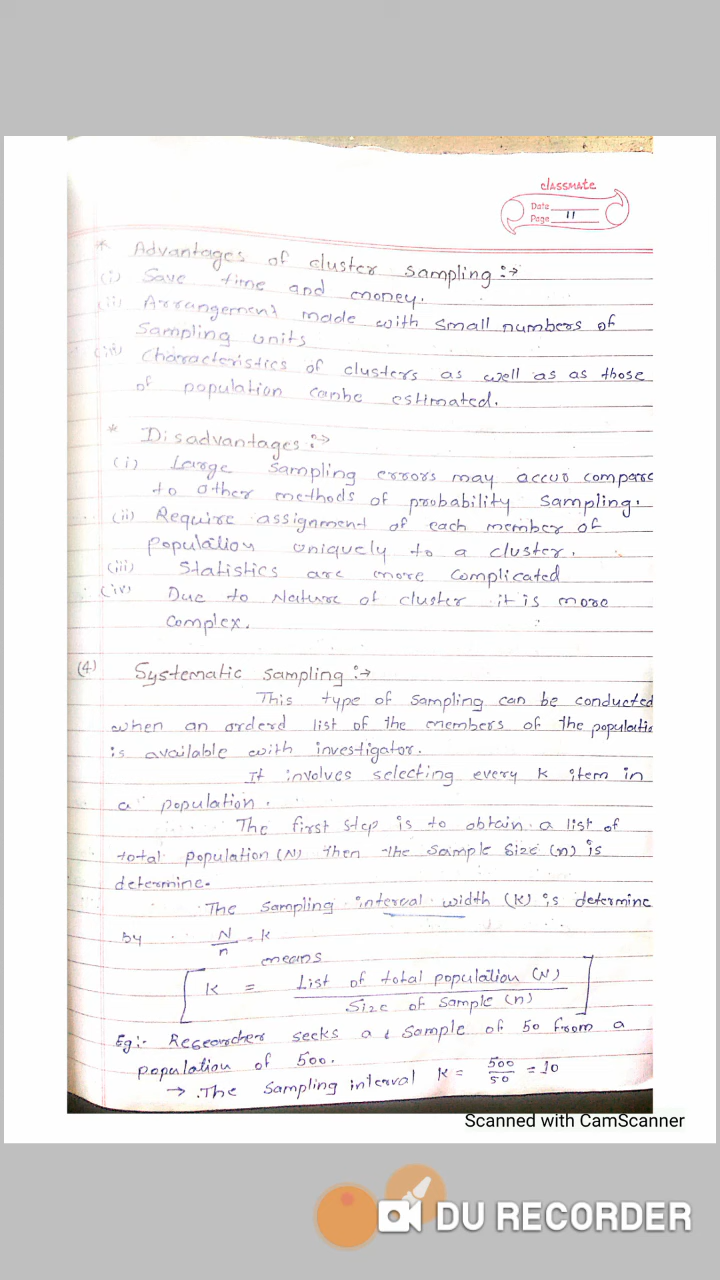 classmate
Date
Page 11
* Advantages of cluster sampling :→
(i) Save time and money.
(ii) Arrangement made with small numbers of
Sampling units
(iii) Characteristics of clusters as well as as those
of population canbe estimated.
* Disadvantages :→
(i) Large sampling errors may accur compare
to other methods of probability sampling.
(ii) Require assignment of each member of
population uniquely to a cluster.
(iii) Statistics are more complicated
(iv) Due to Nature of cluster it is more
complex.
(4) Systematic sampling :→
This type of sampling can be conducted
when an orderd list of the members of the populatio
is available with investigator.
It involves selecting every K item in
a population.
The first step is to obtain a list of
total population (N) then the sample size (n) is
determine.
The sampling interval width (K) is determine
by N/n = K
means
[ K = List of total population (N) / Size of sample (n) ]
Eg:- Researcher seeks a sample of 50 from a
population of 500.
→ The sampling interval K = 500/50 = 10
Scanned with CamScanner
DU RECORDER